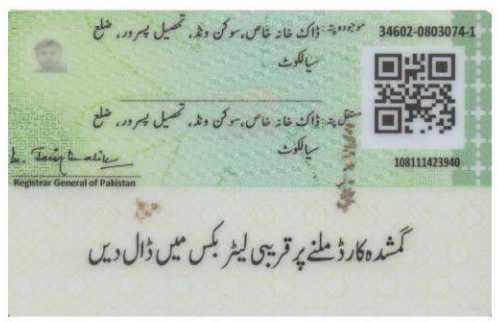 34602-0803074-1
موجودہ پتہ: ڈاک خانہ خاص، سوکن ونڈ، تحصیل پسرور، ضلع
سیالکوٹ
مستقل پتہ: ڈاک خانہ خاص، سوکن ونڈ، تحصیل پسرور، ضلع
سیالکوٹ
108111423940
Registrar General of Pakistan
گمشدہ کارڈ ملنے پر قریبی لیٹر بکس میں ڈال دیں